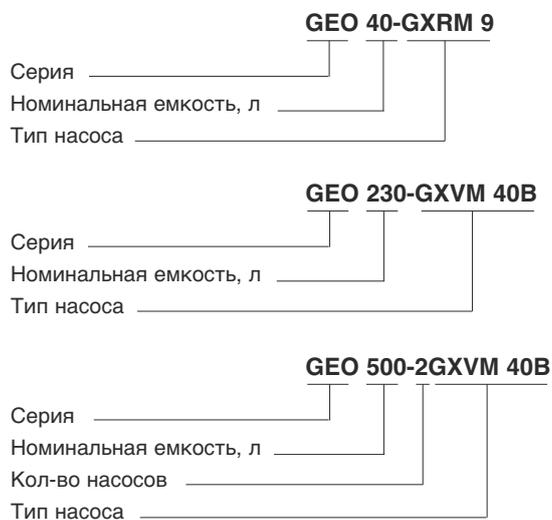 GEO 40-GXRM 9
Серия
Номинальная емкость, л
Тип насоса
GEO 230-GXVM 40B
Серия
Номинальная емкость, л
Тип насоса
GEO 500-2GXVM 40B
Серия
Номинальная емкость, л
Кол-во насосов
Тип насоса